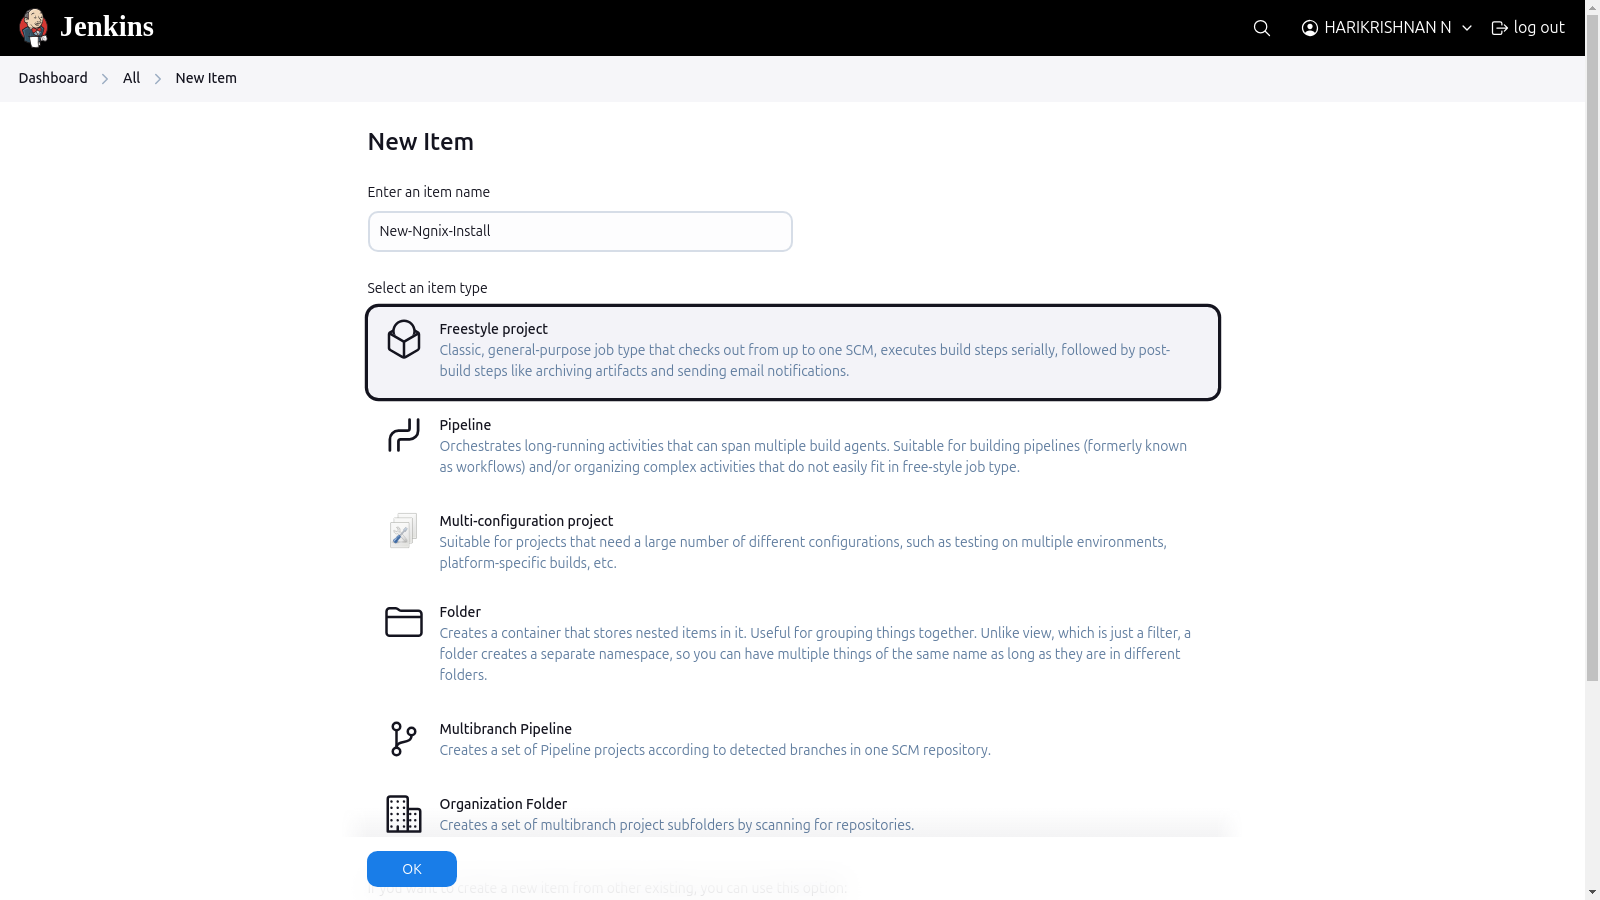 Jenkins
HARIKRISHNAN N
log out
Dashboard
All
New Item
New Item
Enter an item name
New-Ngnix-Install
Select an item type
Freestyle project
Classic, general-purpose job type that checks out from up to one SCM, executes build steps serially, followed by post-
build steps like archiving artifacts and sending email notifications.
Pipeline
Orchestrates long-running activities that can span multiple build agents. Suitable for building pipelines (formerly known
as workflows) and/or organizing complex activities that do not easily fit in free-style job type.
Multi-configuration project
Suitable for projects that need a large number of different configurations, such as testing on multiple environments,
platform-specific builds, etc.
Folder
Creates a container that stores nested items in it. Useful for grouping things together. Unlike view, which is just a filter, a
folder creates a separate namespace, so you can have multiple things of the same name as long as they are in different
folders.
Multibranch Pipeline
Creates a set of Pipeline projects according to detected branches in one SCM repository.
Organization Folder
Creates a set of multibranch project subfolders by scanning for repositories.
OK
If you want to create a new item from other existing, you can use this option: